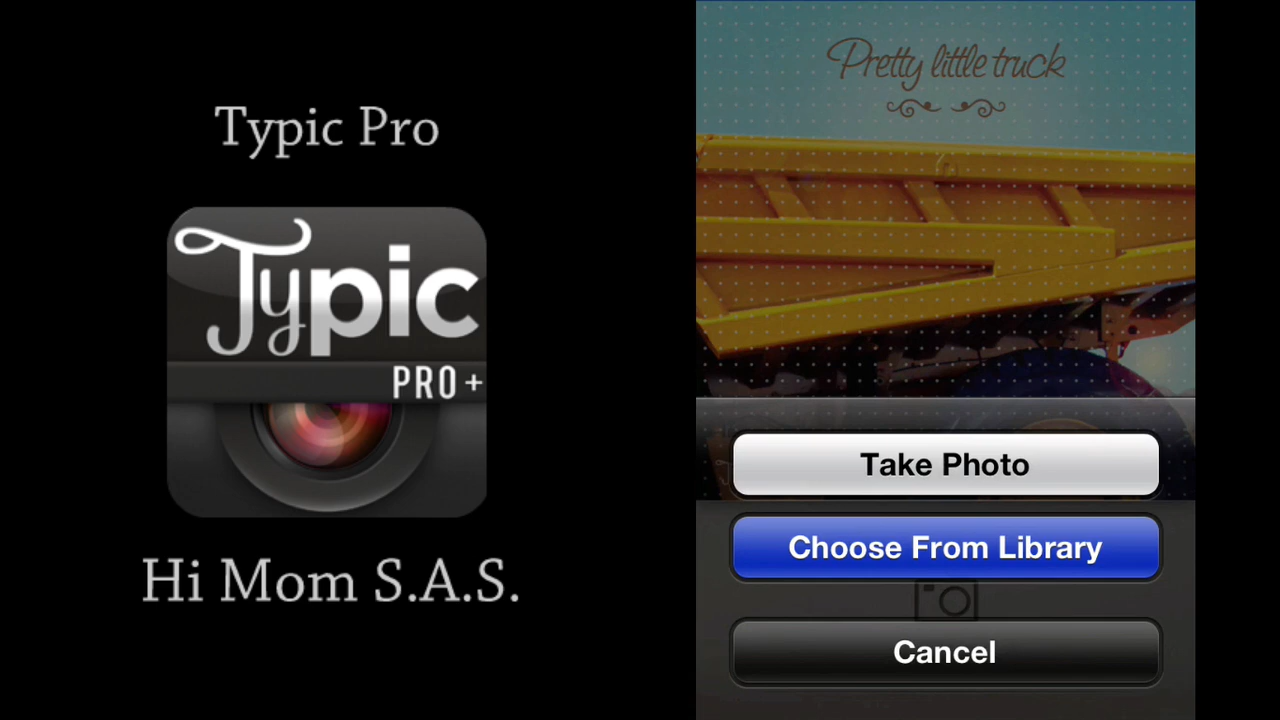 Typic Pro
Typic
PRO+
Hi Mom S.A.S.
Pretty little truck
Take Photo
Choose From Library
Cancel